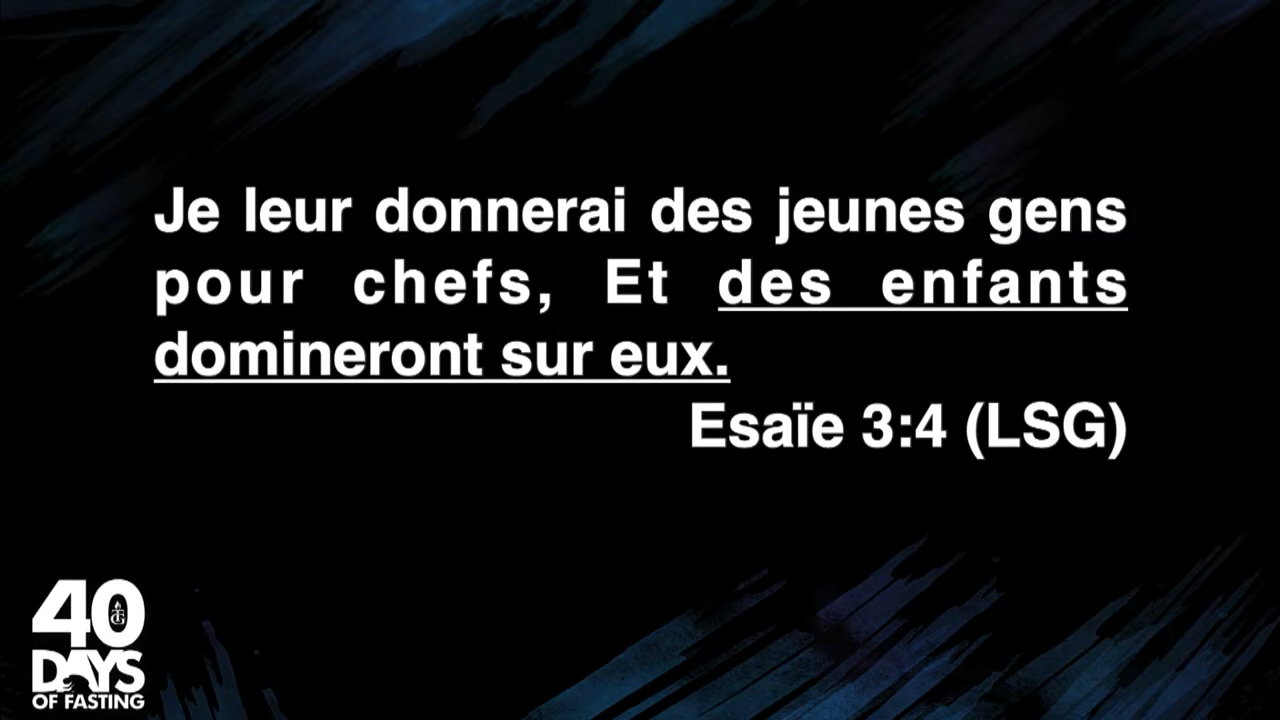 Je leur donnerai des jeunes gens
pour chefs, Et des enfants
domineront sur eux.
Esaïe 3:4 (LSG)
40
DAYS
OF FASTING